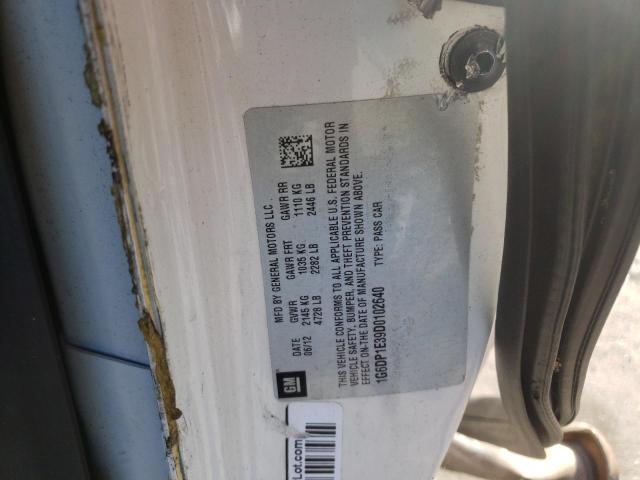 GM
MFD BY GENERAL MOTORS LLC
DATE GVWR GAWR FRT GAWR RR
06/12 2145 KG 1035 KG 1110 KG
4728 LB 2282 LB 2446 LB
THIS VEHICLE CONFORMS TO ALL APPLICABLE U.S. FEDERAL MOTOR
VEHICLE SAFETY, BUMPER, AND THEFT PREVENTION STANDARDS IN
EFFECT ON THE DATE OF MANUFACTURE SHOWN ABOVE.
1G6DP1E39D0102640 TYPE: PASS CAR
Lot.com